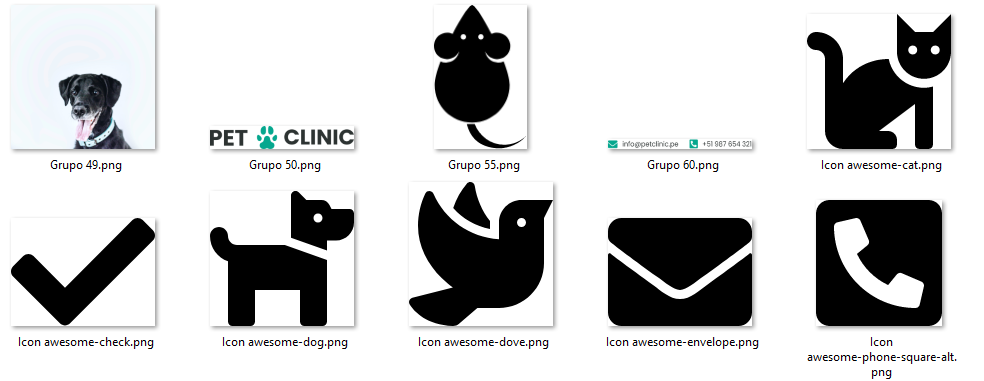 PET CLINIC
info@petclinic.pe +51 987 654 321
Grupo 49.png
Grupo 50.png
Grupo 55.png
Grupo 60.png
Icon awesome-cat.png
Icon awesome-check.png
Icon awesome-dog.png
Icon awesome-dove.png
Icon awesome-envelope.png
Icon
awesome-phone-square-alt.
png